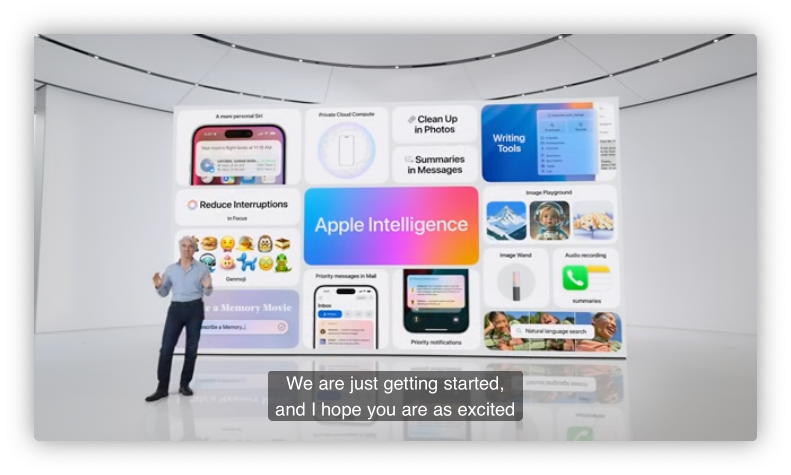 A more personal Siri
Private Cloud Compute
Clean Up
in Photos
Summaries
in Messages
Writing
Tools
Reduce Interruptions
in Focus
Apple Intelligence
Image Playground
Genmoji
Priority messages in Mail
Inbox
Image Wand
Audio recording
summaries
a Memory Movie
a Memory...
Priority notifications
Natural language search
We are just getting started,
and I hope you are as excited